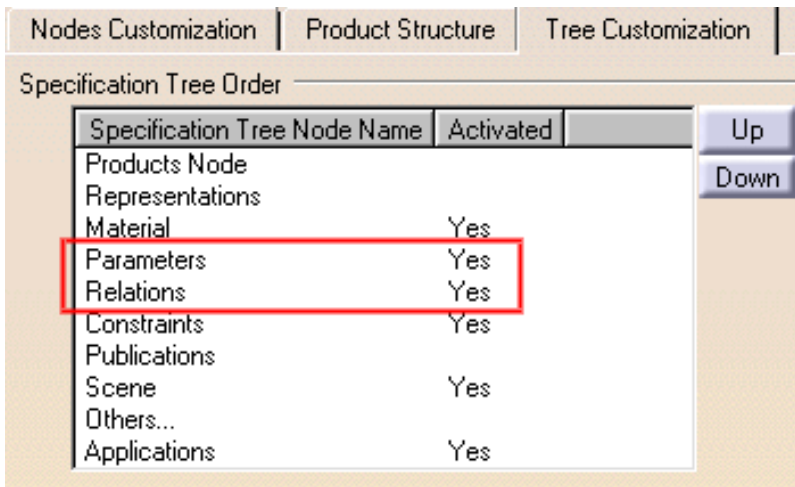 Nodes Customization Product Structure Tree Customization
Specification Tree Order
Specification Tree Node Name Activated Up
Products Node Down
Representations
Material Yes
Parameters Yes
Relations Yes
Constraints Yes
Publications
Scene Yes
Others...
Applications Yes